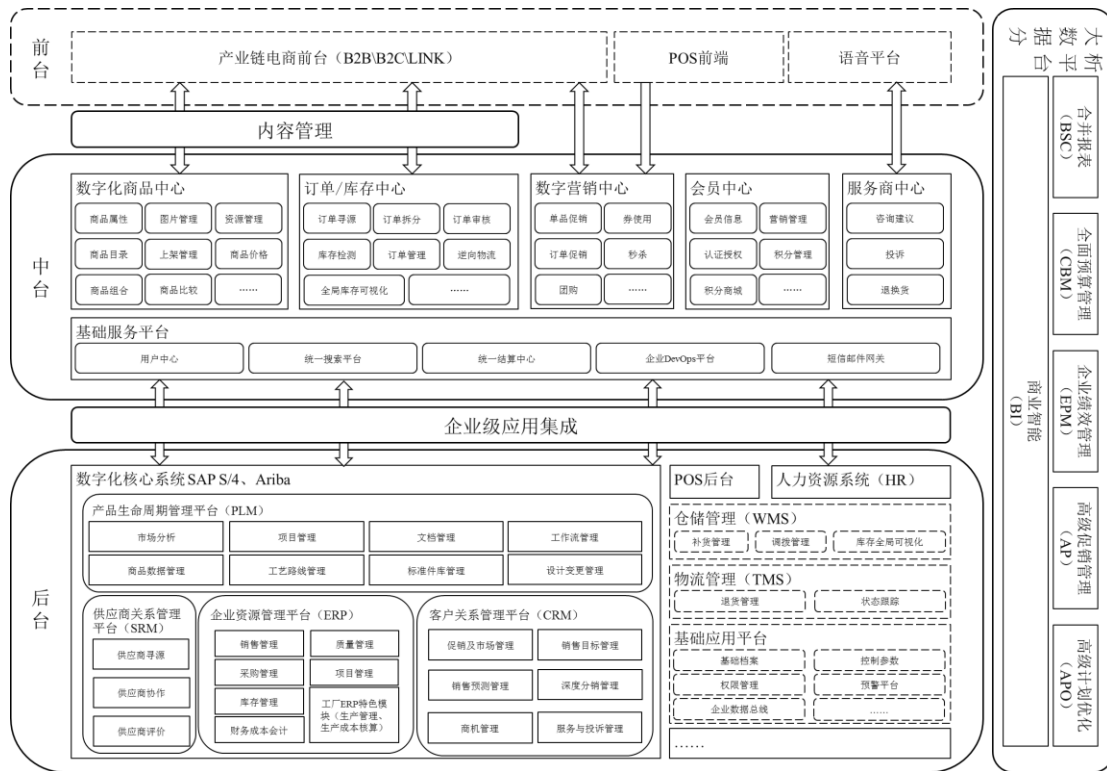 前台
产业链电商前台（B2B\B2C\LINK）
POS前端
语音平台
内容管理
中台
数字化商品中心
商品属性
图片管理
资源管理
商品目录
上架管理
商品价格
商品组合
商品比较
……
订单/库存中心
订单寻源
订单拆分
订单审核
库存检测
订单管理
逆向物流
全局库存可视化
……
数字营销中心
单品促销
券使用
订单促销
秒杀
团购
……
会员中心
会员信息
营销管理
认证授权
积分管理
积分商城
……
服务商中心
咨询建议
投诉
退换货
基础服务平台
用户中心
统一搜索平台
统一结算中心
企业DevOps平台
短信邮件网关
企业级应用集成
后台
数字化核心系统 SAP S/4、Ariba
产品生命周期管理平台（PLM）
市场分析
项目管理
文档管理
工作流管理
商品数据管理
工艺路线管理
标准件库管理
设计变更管理
供应商关系管理
平台（SRM）
供应商寻源
供应商协作
供应商评价
企业资源管理平台（ERP）
销售管理
质量管理
采购管理
项目管理
库存管理
财务成本会计
工厂ERP特色模
块（生产管理、
生产成本核算）
客户关系管理平台（CRM）
促销及市场管理
销售目标管理
销售预测管理
深度分销管理
商机管理
服务与投诉管理
POS后台
人力资源系统（HR）
仓储管理（WMS）
补货管理
调拨管理
库存全局可视化
物流管理（TMS）
退货管理
状态跟踪
基础应用平台
基础档案
控制参数
权限管理
预警平台
企业数据总线
……
……
大数据分
析平台
商业智能
（BI）
合并报表
（BSC）
全面预算管理
（CBM）
企业绩效管理
（EPM）
高级促销管理
（AP）
高级计划优化
（APO）